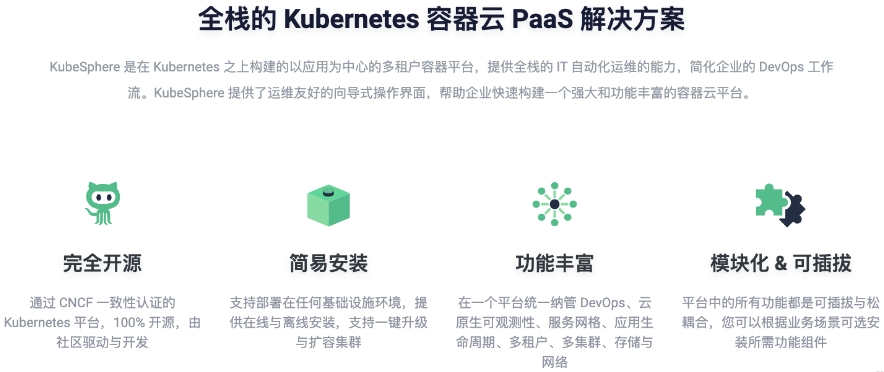 全栈的 Kubernetes 容器云 PaaS 解决方案
KubeSphere 是在 Kubernetes 之上构建的以应用为中心的多租户容器平台，提供全栈的 IT 自动化运维的能力，简化企业的 DevOps 工作
流。KubeSphere 提供了运维友好的向导式操作界面，帮助企业快速构建一个强大和功能丰富的容器云平台。
完全开源
通过 CNCF 一致性认证的
Kubernetes 平台，100% 开源，由
社区驱动与开发
简易安装
支持部署在任何基础设施环境，提
供在线与离线安装，支持一键升级
与扩容集群
功能丰富
在一个平台统一纳管 DevOps、云
原生可观测性、服务网格、应用生
命周期、多租户、多集群、存储与
网络
模块化 & 可插拔
平台中的所有功能都是可插拔与松
耦合，您可以根据业务场景可选安
装所需功能组件